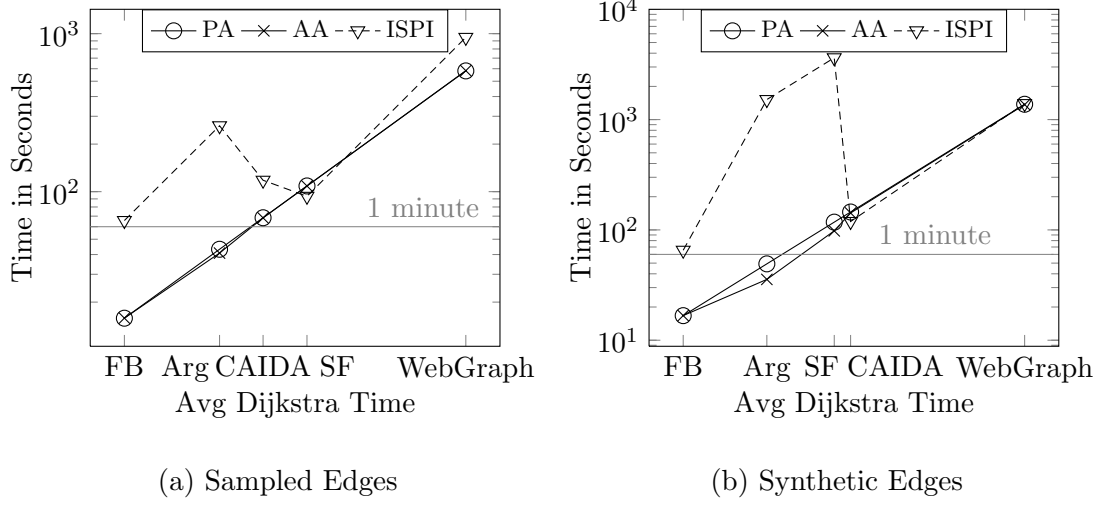 PA AA ISPI
10^3
10^2
Time in Seconds
1 minute
FB Arg CAIDA SF WebGraph
Avg Dijkstra Time
(a) Sampled Edges
PA AA ISPI
10^4
10^3
10^2
10^1
Time in Seconds
1 minute
FB Arg SF CAIDA WebGraph
Avg Dijkstra Time
(b) Synthetic Edges